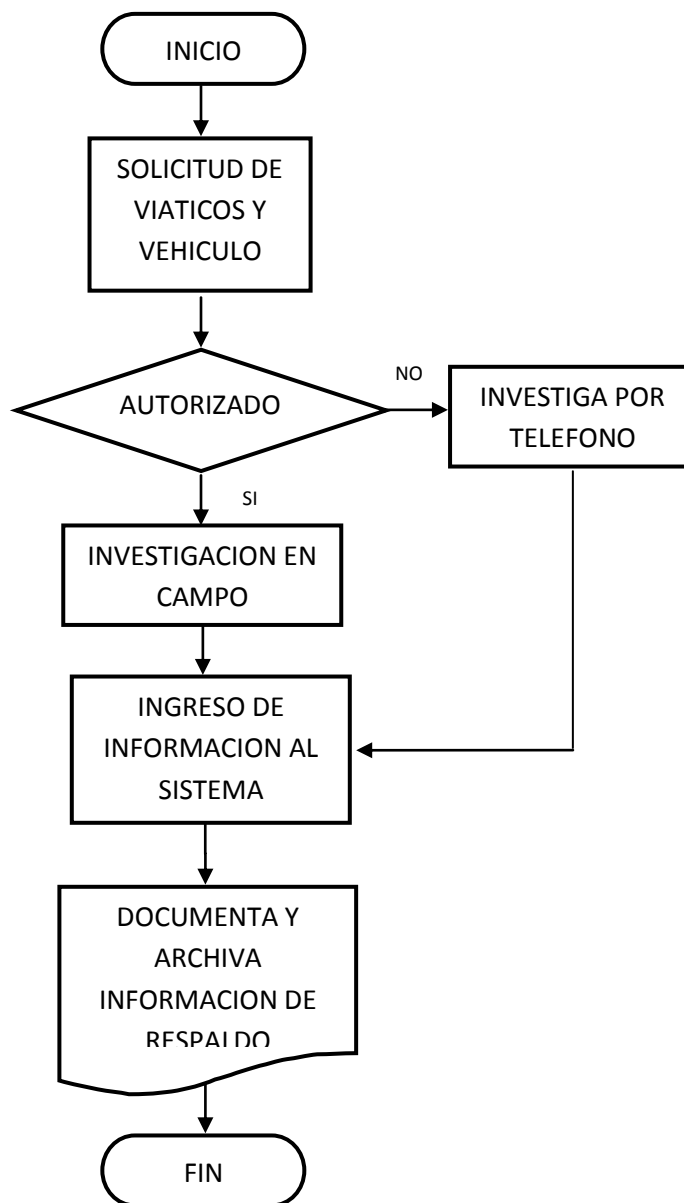 INICIO
SOLICITUD DE
VIATICOS Y
VEHICULO
AUTORIZADO
NO
INVESTIGA POR
TELEFONO
SI
INVESTIGACION EN
CAMPO
INGRESO DE
INFORMACION AL
SISTEMA
DOCUMENTA Y
ARCHIVA
INFORMACION DE
RESPALDO
FIN